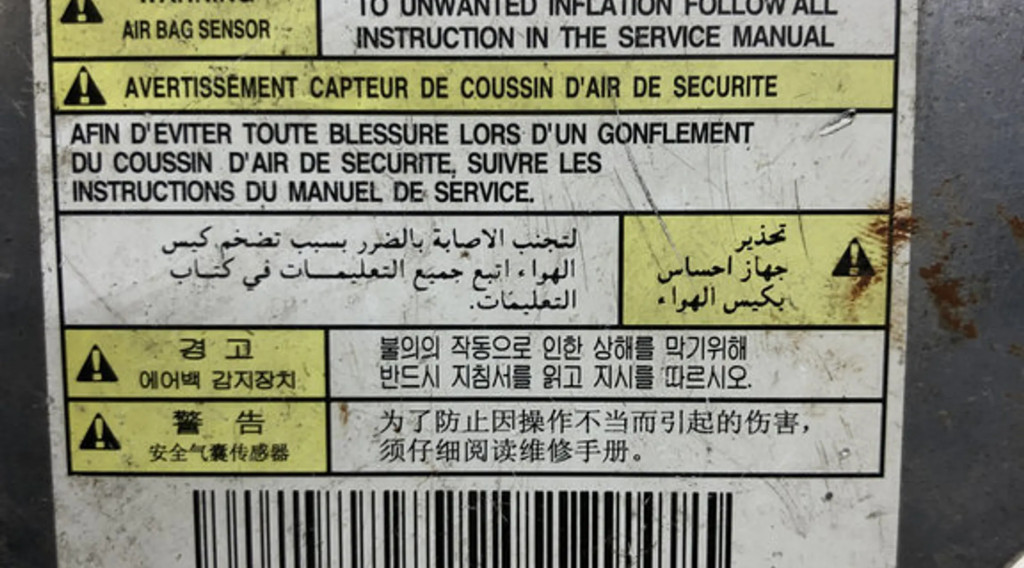 WARNING
AIR BAG SENSOR
TO UNWANTED INFLATION FOLLOW ALL
INSTRUCTION IN THE SERVICE MANUAL
AVERTISSEMENT CAPTEUR DE COUSSIN D'AIR DE SECURITE
AFIN D'EVITER TOUTE BLESSURE LORS D'UN GONFLEMENT
DU COUSSIN D'AIR DE SECURITE, SUIVRE LES
INSTRUCTIONS DU MANUEL DE SERVICE.
تحذير
جهاز احساس
بكيس الهواء
لتجنب الاصابة بالضرر بسبب تضخم كيس
الهواء اتبع جميع التعليمات في كتاب
التعليمات.
경 고
에어백 감지장치
불의의 작동으로 인한 상해를 막기위해
반드시 지침서를 읽고 지시를 따르시오.
警 告
安全气囊传感器
为了防止因操作不当而引起的伤害，
须仔细阅读维修手册。